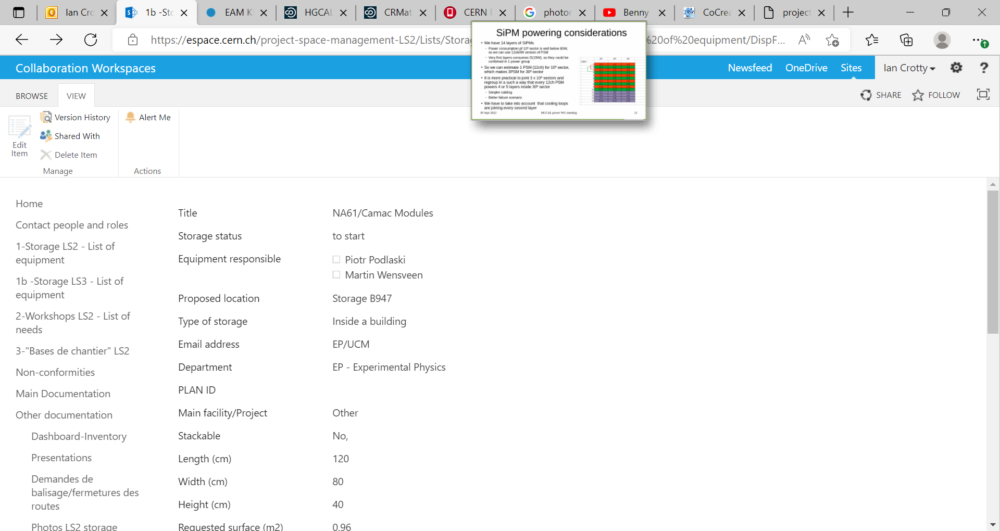 Ian Crc
1b -Stc
EAM K
HGCAL
CRMat
CERN
photor
Benny
CoCrea
project
https://espace.cern.ch/project-space-management-LS2/Lists/Storag
%20of%20equipment/DispF...
SiPM powering considerations
• We have 14 layers of SiPMs
– Power consumption pf 10º sector is well below 60W,
so we can use 12x60W version of PSM
– Very first layers consumes O(15W), so they could be
combined in 1 power group
• So we can estimate 1 PSM (12ch) for 10º sector,
which makes 3PSM for 30º sector
• It is more practical to joint 3 x 10º sectors and
regroup in a such a way that every 12ch PSM
powers 4 or 5 layers inside 30º sector
– Simpler cabling
– Better failure scenario
• We have to take into account that cooling loops
are joining every second layer
Layer
30 Sept 2022
HGCAL power WG meeting
11
Collaboration Workspaces
Newsfeed
OneDrive
Sites
Ian Crotty
?
BROWSE
VIEW
SHARE
FOLLOW
Edit
Item
Version History
Shared With
Delete Item
Manage
Alert Me
Actions
Home
Contact people and roles
1-Storage LS2 - List of
equipment
1b -Storage LS3 - List of
equipment
2-Workshops LS2 - List of
needs
3-"Bases de chantier" LS2
Non-conformities
Main Documentation
Other documentation
Dashboard-Inventory
Presentations
Demandes de
balisage/fermetures des
routes
Photos LS2 storage
Title NA61/Camac Modules
Storage status to start
Equipment responsible Piotr Podlaski
Martin Wensveen
Proposed location Storage B947
Type of storage Inside a building
Email address EP/UCM
Department EP - Experimental Physics
PLAN ID
Main facility/Project Other
Stackable No,
Length (cm) 120
Width (cm) 80
Height (cm) 40
Requested surface (m2) 0.96